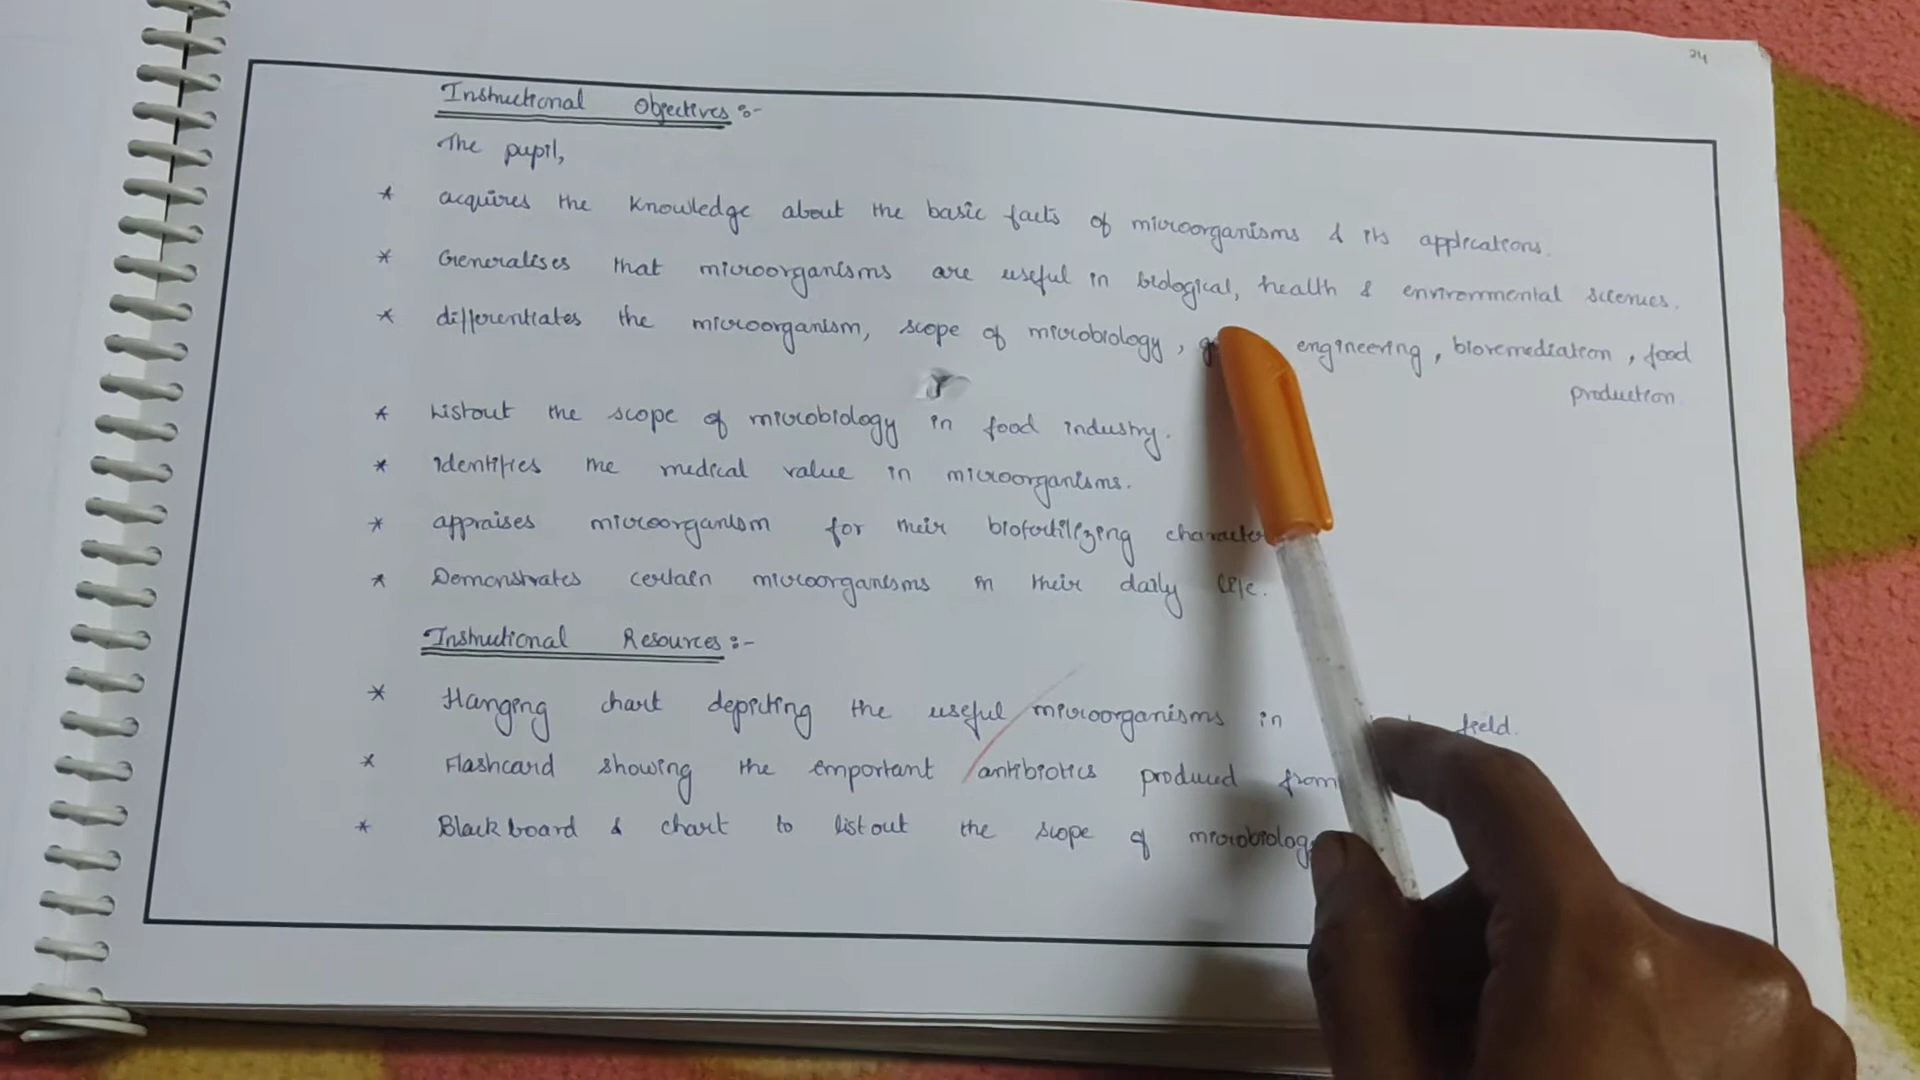 24
Instructional Objectives :-
The pupil,
* acquires the knowledge about the basic facts of microorganisms & its applications.
* Generalises that microorganisms are useful in biological, health & environmental sciences.
* differentiates the microorganism, scope of microbiology, engineering, bioremediation, food
production.
* Listout the scope of microbiology in food industry.
* identifies the medical value in microorganisms.
* appraises microorganism for their biofertilizing character
* Demonstrates certain microorganisms in their daily life.
Instructional Resources :-
* Hanging chart depicting the useful microorganisms in field.
* Flashcard showing the important antibiotics produced from
* Black board & chart to list out the scope of microbiology